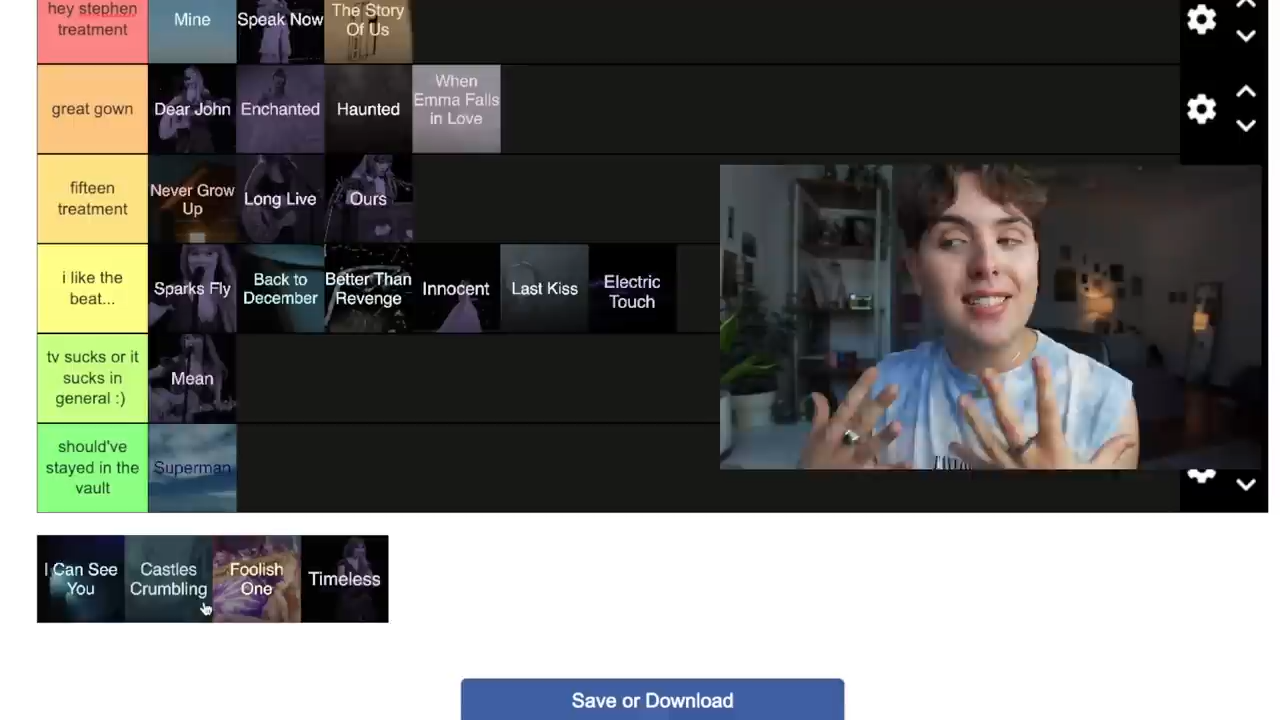 hey stephen
treatment
Mine
Speak Now
The Story
Of Us
great gown
Dear John
Enchanted
Haunted
When
Emma Falls
in Love
fifteen
treatment
Never Grow
Up
Long Live
Ours
i like the
beat...
Sparks Fly
Back to
December
Better Than
Revenge
Innocent
Last Kiss
Electric
Touch
tv sucks or it
sucks in
general :)
Mean
should've
stayed in the
vault
Superman
I Can See
You
Castles
Crumbling
Foolish
One
Timeless
Save or Download